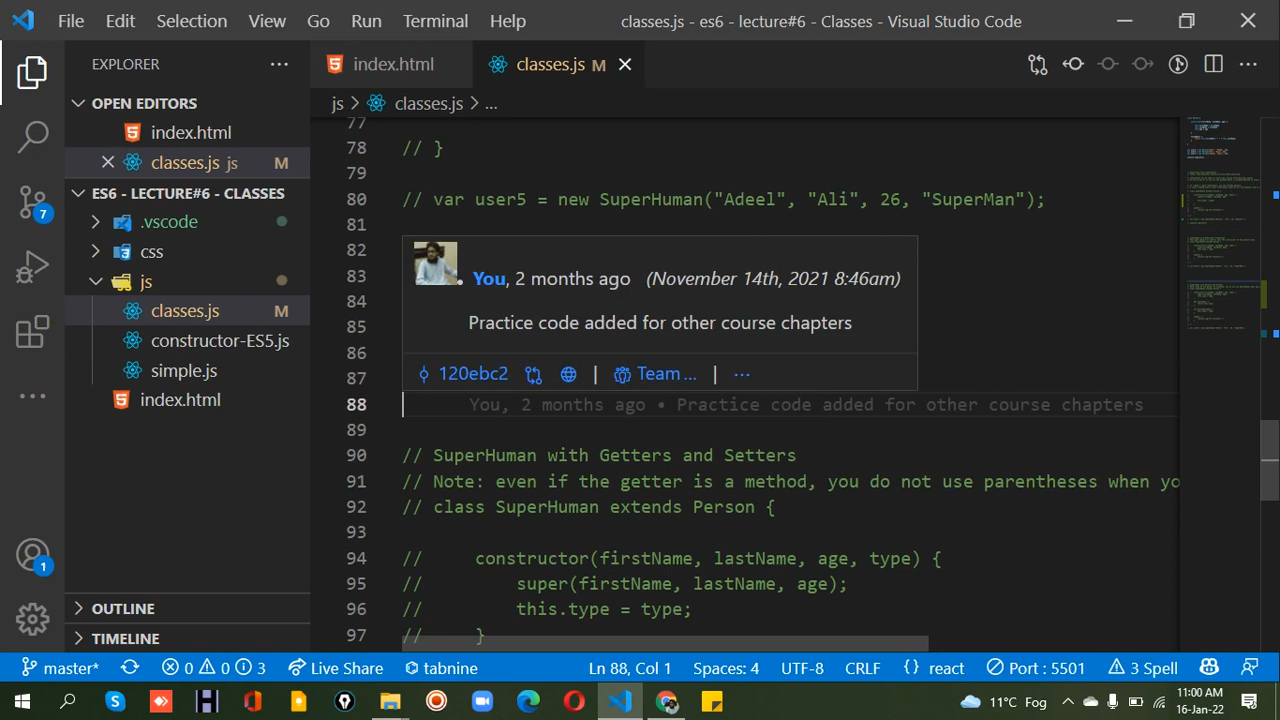 File Edit Selection View Go Run Terminal Help classes.js - es6 - lecture#6 - Classes - Visual Studio Code
EXPLORER
index.html
classes.js M
OPEN EDITORS
js > classes.js > ...
index.html
classes.js js M
ES6 - LECTURE#6 - CLASSES
.vscode
css
js
classes.js M
constructor-ES5.js
simple.js
index.html
OUTLINE
TIMELINE
7
1
77
78 // }
79
80 // var user5 = new SuperHuman("Adeel", "Ali", 26, "SuperMan");
81
82
83
84
85
86
87
You, 2 months ago (November 14th, 2021 8:46am)
Practice code added for other course chapters
120ebc2 | Team... | ...
88 You, 2 months ago • Practice code added for other course chapters
89
90 // SuperHuman with Getters and Setters
91 // Note: even if the getter is a method, you do not use parentheses when yo
92 // class SuperHuman extends Person {
93
94 // constructor(firstName, lastName, age, type) {
95 // super(firstName, lastName, age);
96 // this.type = type;
97 // }
master* 0 0 3 Live Share tabnine Ln 88, Col 1 Spaces: 4 UTF-8 CRLF {} react Port : 5501 3 Spell
11°C Fog 11:00 AM
16-Jan-22